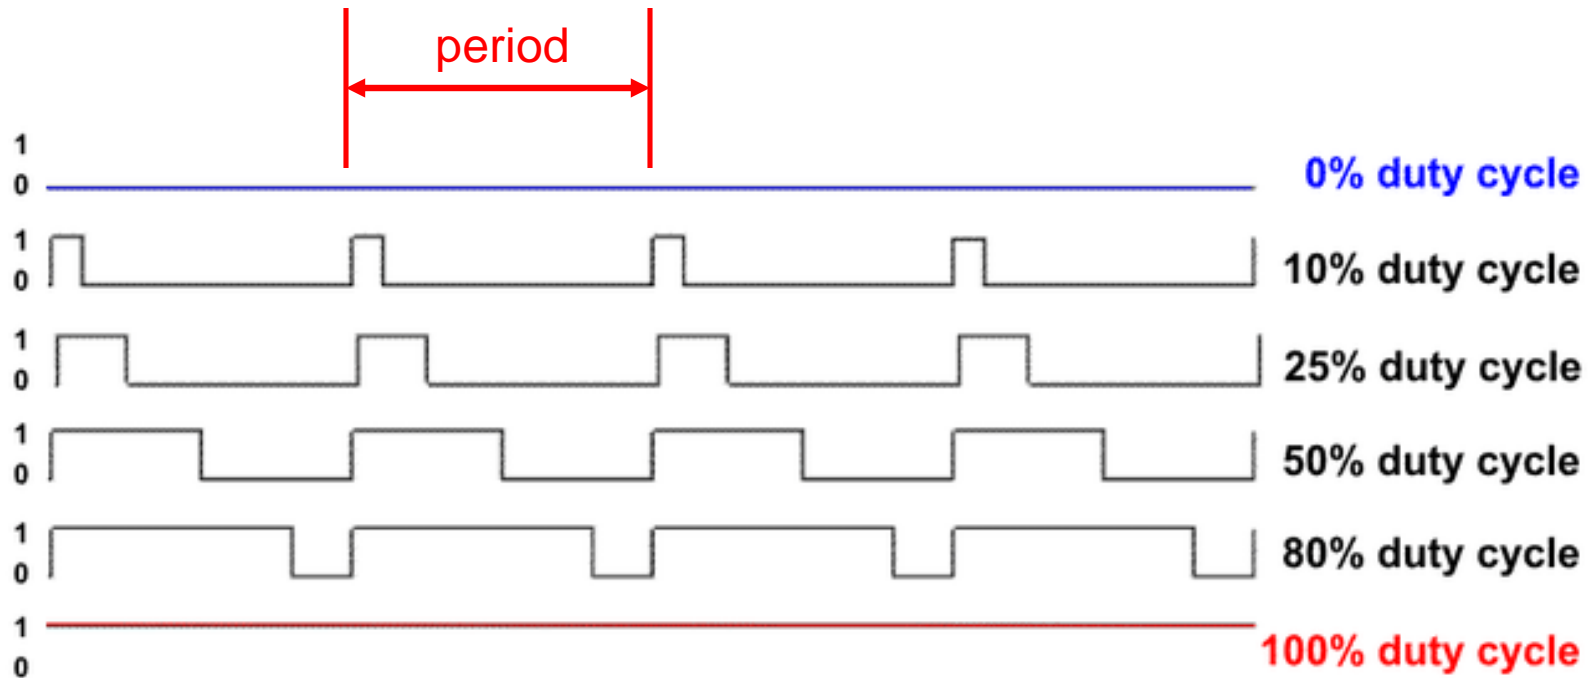 period
1
0
0% duty cycle
1
0
10% duty cycle
1
0
25% duty cycle
1
0
50% duty cycle
1
0
80% duty cycle
1
0
100% duty cycle